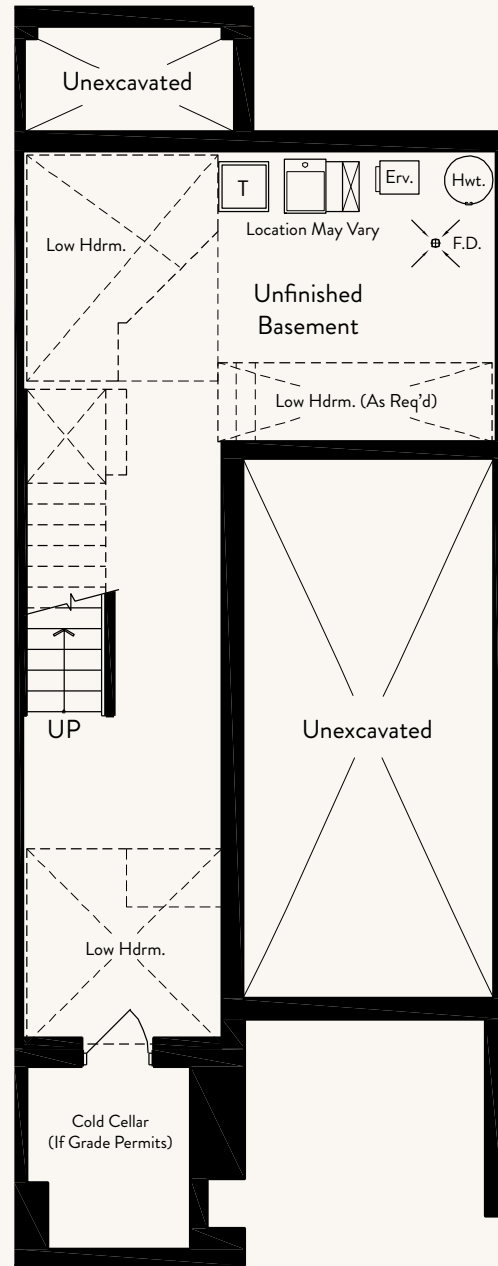 Unexcavated
T
Erv.
Hwt.
Low Hdrm.
Location May Vary
F.D.
Unfinished
Basement
Low Hdrm. (As Req'd)
UP
Unexcavated
Low Hdrm.
Cold Cellar
(If Grade Permits)